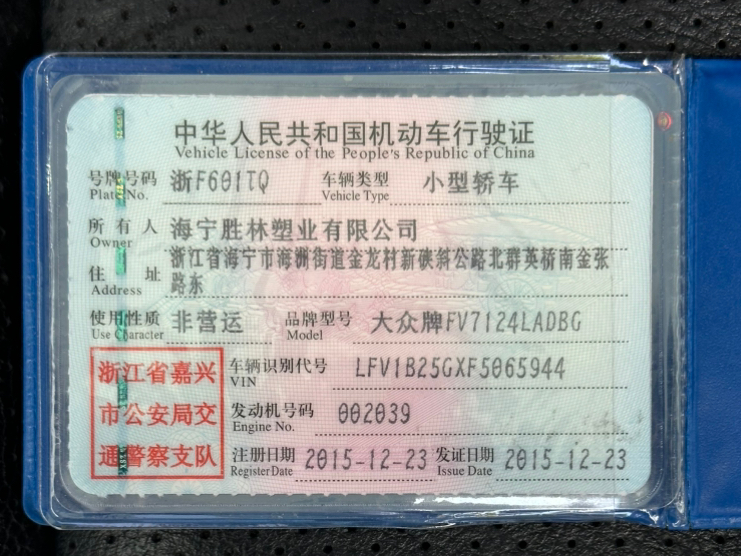 中华人民共和国机动车行驶证
Vehicle License of the People's Republic of China
号牌号码 浙F601TQ 车辆类型 小型轿车
Plate No. Vehicle Type
所有人 海宁胜林塑业有限公司
Owner
浙江省海宁市海洲街道金龙村新硖斜公路北群英桥南金张
住址 路东
Address
使用性质 非营运 品牌型号 大众牌FV7124LADBG
Use Character Model
浙江省嘉兴
市公安局交
通警察支队
车辆识别代号 LFV1B25GXF5065944
VIN
发动机号码 002039
Engine No.
注册日期 2015-12-23 发证日期 2015-12-23
Register Date Issue Date